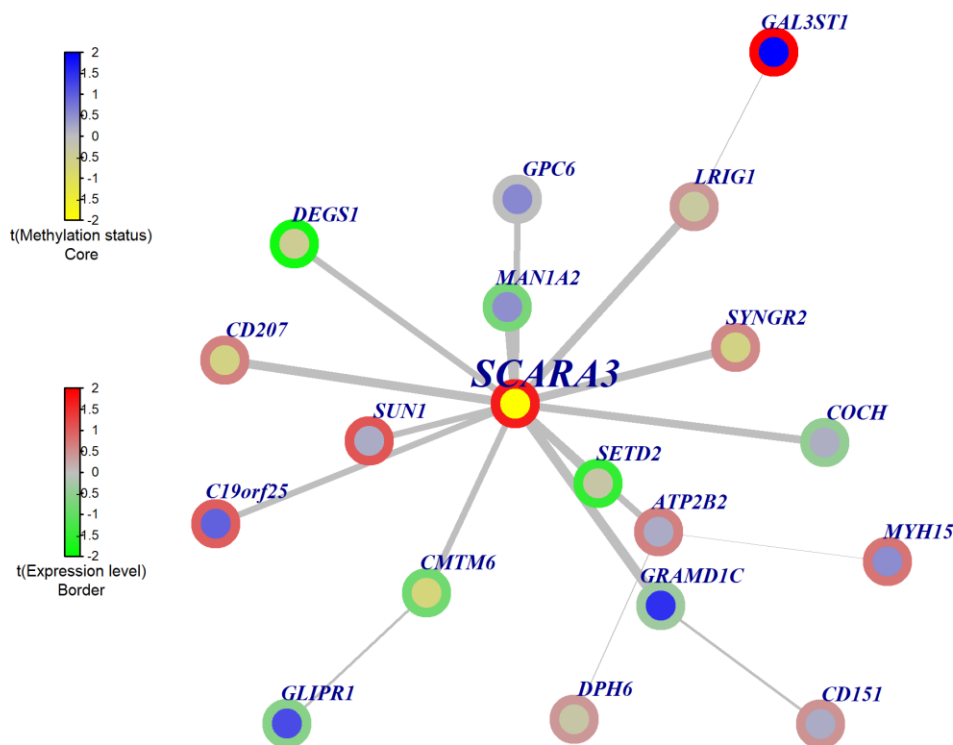 GAL3ST1
2
1.5
1
0.5
0
-0.5
-1
-1.5
-2
t(Methylation status)
Core
GPC6
LRIG1
DEGS1
MAN1A2
CD207
SYNGR2
SCARA3
2
1.5
1
0.5
0
-0.5
-1
-1.5
-2
t(Expression level)
Border
SUN1
COCH
SETD2
C19orf25
ATP2B2
MYH15
CMTM6
GRAMD1C
GLIPR1
DPH6
CD151